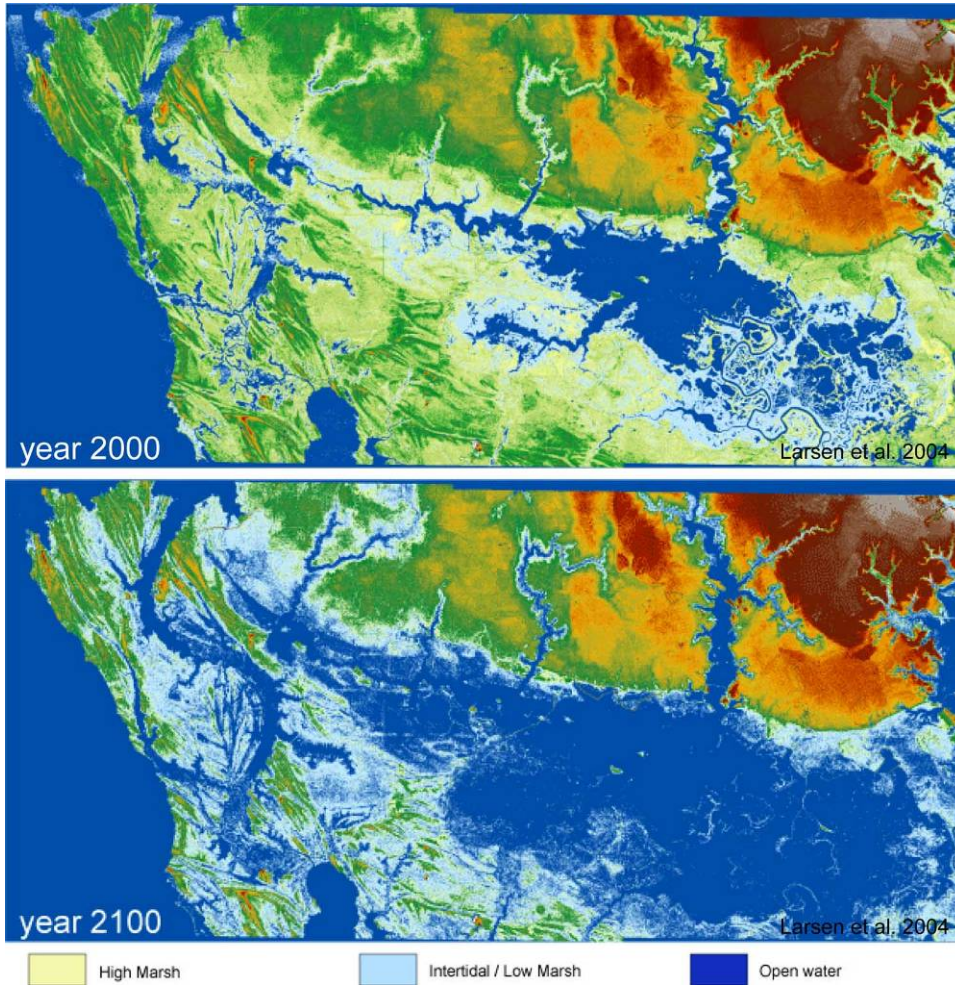 year 2000
Larsen et al. 2004
year 2100
Larsen et al. 2004
High Marsh
Intertidal / Low Marsh
Open water